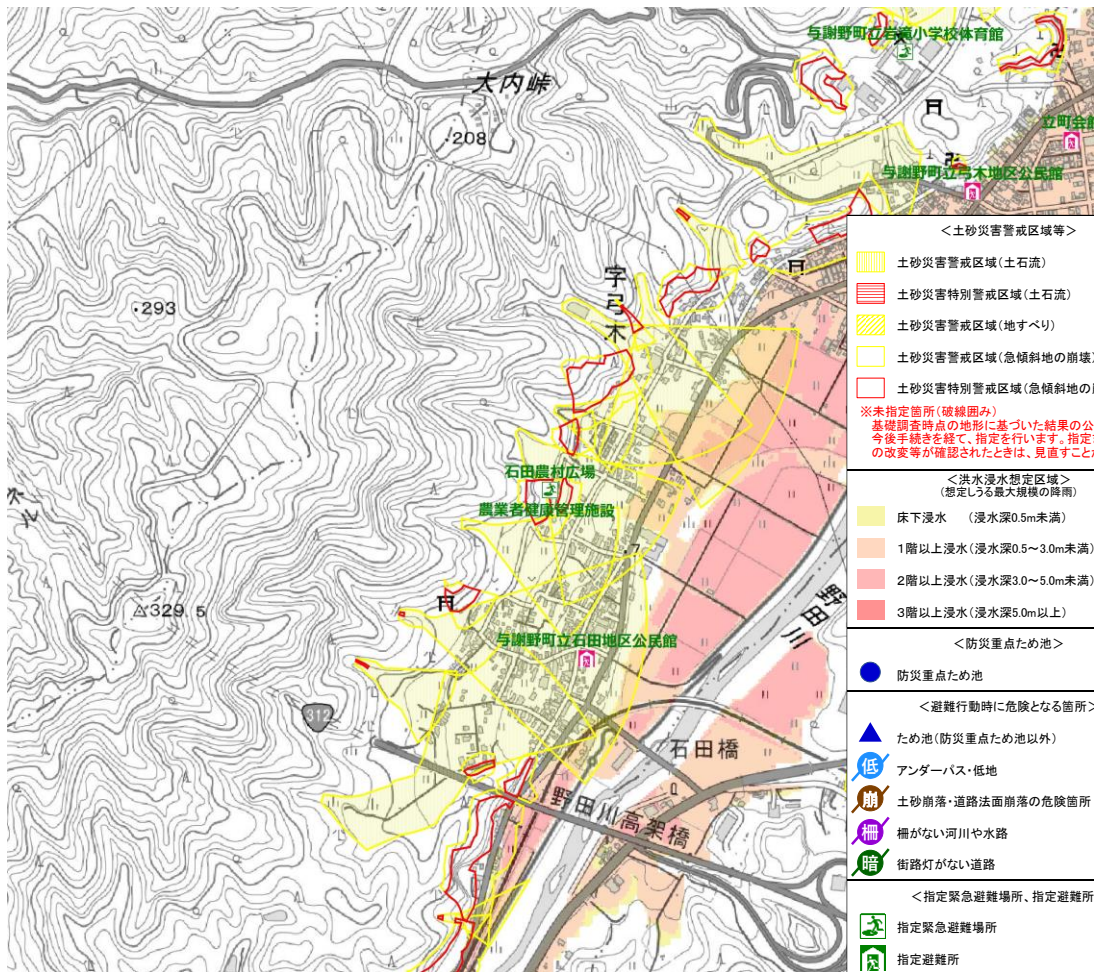 与謝野町立岩滝小学校体育館
大内峠
208
立町会館
与謝野町立弓木地区公民館
字弓木
293
石田農村広場
農業者健康管理施設
7
野田川
329.5
与謝野町立石田地区公民館
312
石田橋
野田川高架橋
＜土砂災害警戒区域等＞
土砂災害警戒区域(土石流)
土砂災害特別警戒区域(土石流)
土砂災害警戒区域(地すべり)
土砂災害警戒区域(急傾斜地の崩壊)
土砂災害特別警戒区域(急傾斜地の
※未指定箇所(破線囲み)
基礎調査時点の地形に基づいた結果の公
今後手続きを経て、指定を行います。指定
の改変等が確認されたときは、見直すことが
＜洪水浸水想定区域＞
(想定しうる最大規模の降雨)
床下浸水　(浸水深0.5m未満)
1階以上浸水(浸水深0.5～3.0m未満)
2階以上浸水(浸水深3.0～5.0m未満)
3階以上浸水(浸水深5.0m以上)
＜防災重点ため池＞
防災重点ため池
＜避難行動時に危険となる箇所＞
ため池(防災重点ため池以外)
低 アンダーパス・低地
崩 土砂崩落・道路法面崩落の危険箇所
柵 柵がない河川や水路
暗 街路灯がない道路
＜指定緊急避難場所、指定避難所
指定緊急避難場所
指定避難所